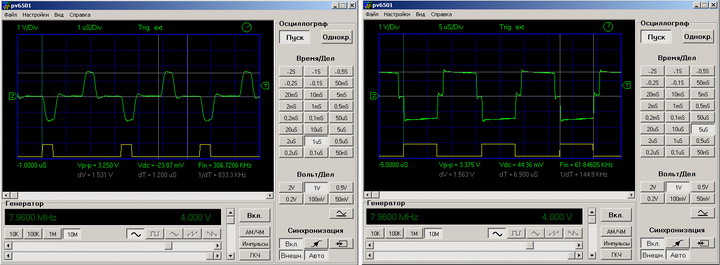 pv6501
Файл Настройки Вид Справка
1 V/Div 1 uS/Div Trig: ext
-1.0000 uS Vp-p = 3.250 V Vdc = -23.87 mV Fin = 306.7206 KHz
dV = 1.531 V dT = 1.200 uS 1/dT = 833.3 KHz
Генератор
7.9600 MHz 4.000 V
10K 100K 1M 10M
Вкл.
АМ/ЧМ
Импульсы
ГКЧ
Осциллограф
Пуск Однокр.
Время/Дел
-2S -1S -0,5S
-0,2S -0,1S 50mS
20mS 10mS 5mS
2mS 1mS 0,5mS
0,2mS 0,1mS 50uS
20uS 10uS 5uS
2uS 1uS 0,5uS
0,2uS 0,1uS 50nS
Вольт/Дел
2V 1V 0.5V
0.2V 100mV 50mV
Синхронизация
Вкл.
Внешн. Авто
pv6501
Файл Настройки Вид Справка
1 V/Div 5 uS/Div Trig: ext
-5.0000 uS Vp-p = 3.375 V Vdc = 44.36 mV Fin = 61.84605 KHz
dV = 1.563 V dT = 6.900 uS 1/dT = 144.9 KHz
Генератор
7.9600 MHz 4.000 V
10K 100K 1M 10M
Вкл.
АМ/ЧМ
Импульсы
ГКЧ
Осциллограф
Пуск Однокр.
Время/Дел
-2S -1S -0,5S
-0,2S -0,1S 50mS
20mS 10mS 5mS
2mS 1mS 0,5mS
0,2mS 0,1mS 50uS
20uS 10uS 5uS
2uS 1uS 0,5uS
0,2uS 0,1uS 50nS
Вольт/Дел
2V 1V 0.5V
0.2V 100mV 50mV
Синхронизация
Вкл.
Внешн. Авто